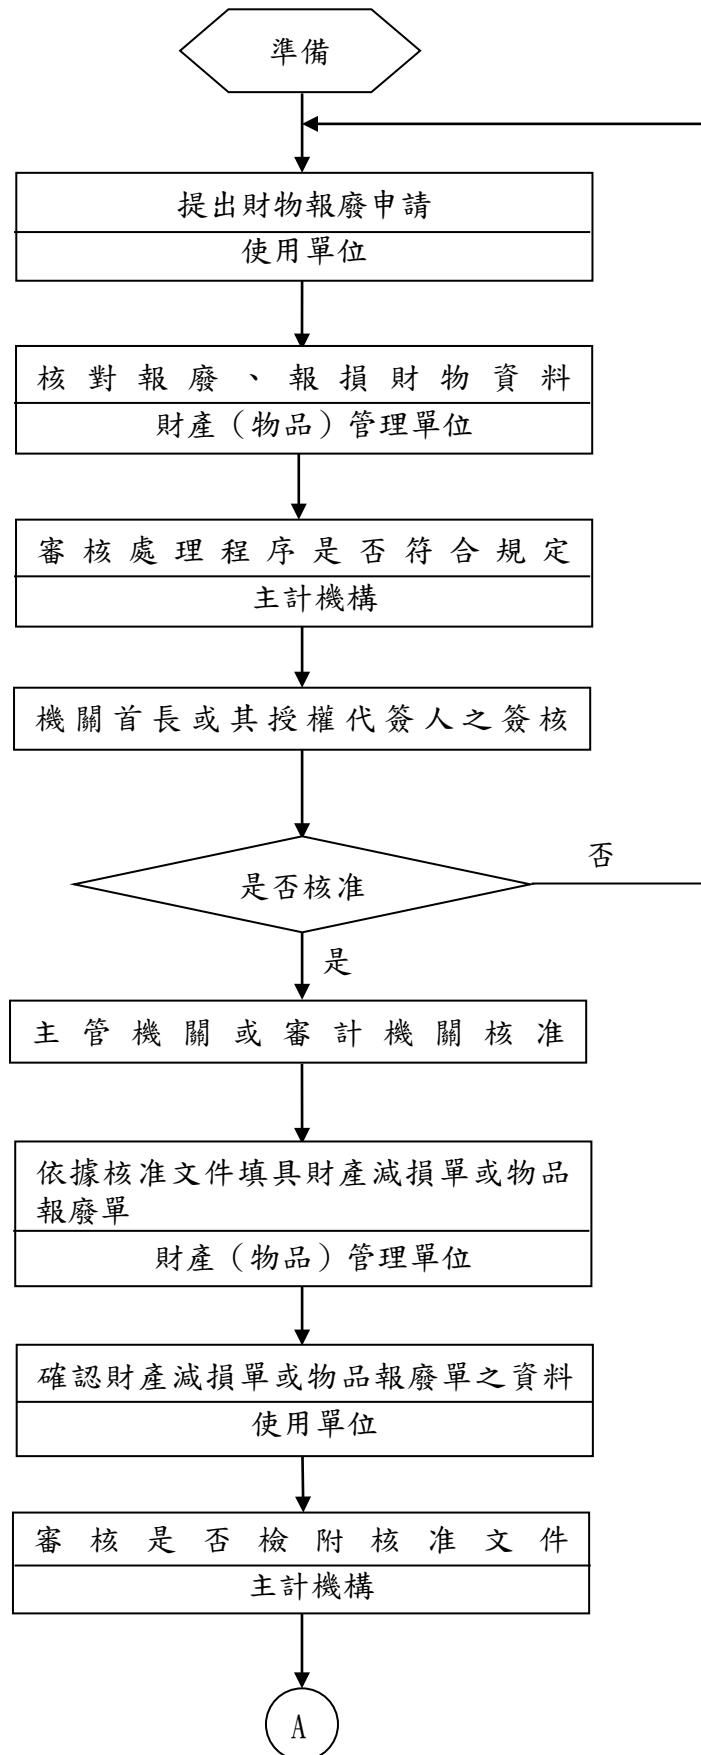 準備
提出財物報廢申請
使用單位
核對報廢、報損財物資料
財產（物品）管理單位
審核處理程序是否符合規定
主計機構
機關首長或其授權代簽人之簽核
是否核准
否
是
主管機關或審計機關核准
依據核准文件填具財產減損單或物品
報廢單
財產（物品）管理單位
確認財產減損單或物品報廢單之資料
使用單位
審核是否檢附核准文件
主計機構
A